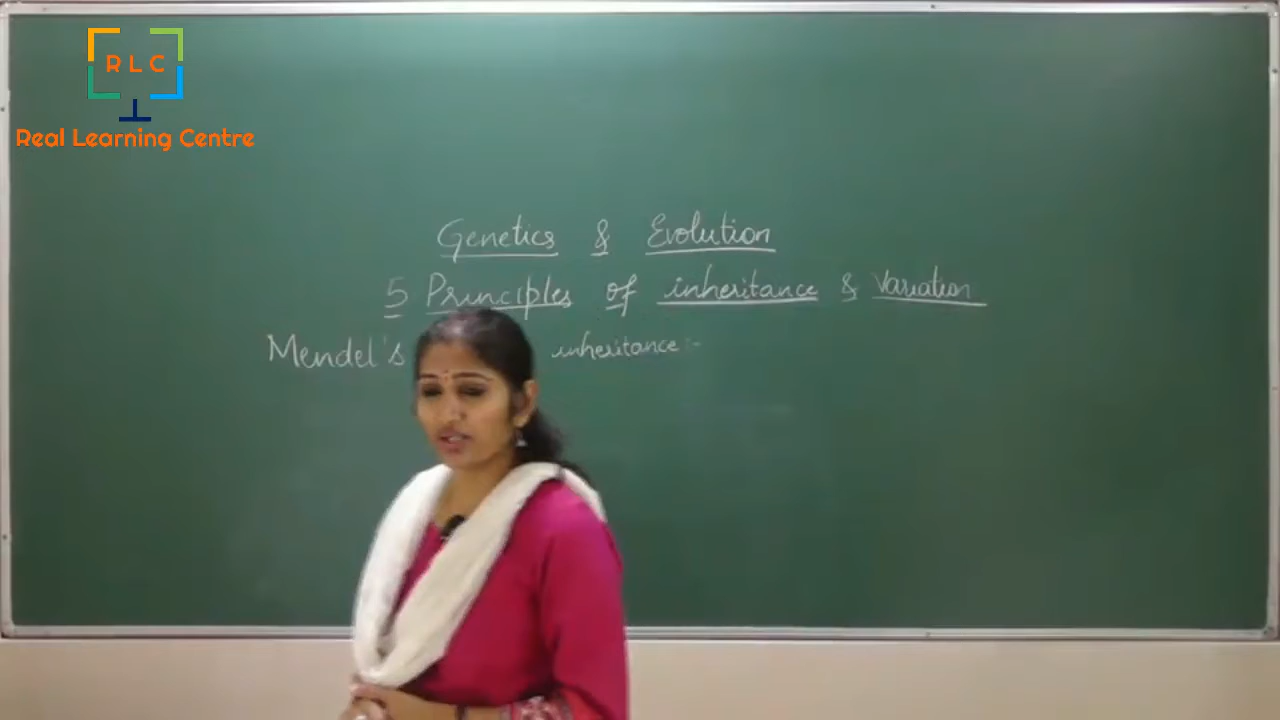 R L C
Real Learning Centre
Genetics & Evolution
5 Principles of inheritance & Variation
Mendel's inheritance:-